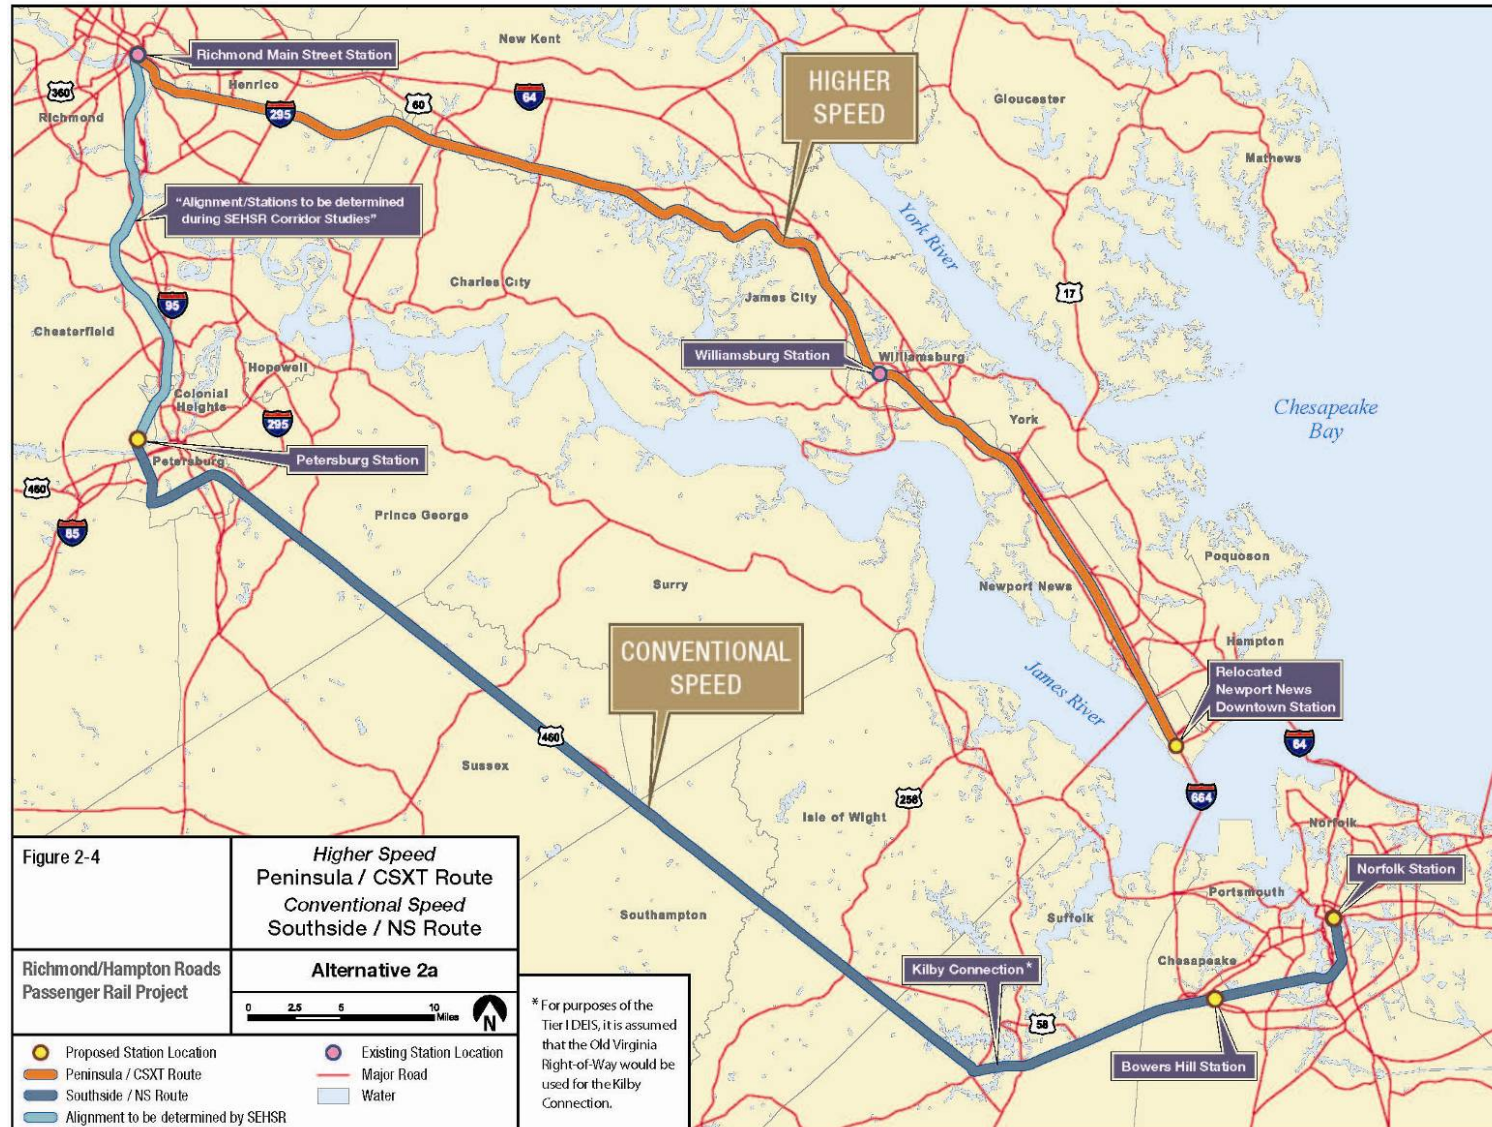 New Kent
Richmond Main Street Station
Henrico
360
60
64
295
Richmond
HIGHER
SPEED
Gloucester
Mathews
"Alignment/Stations to be determined
during SEHSR Corridor Studies"
York River
Charles City
James City
17
95
Chesterfield
Williamsburg Station
Williamsburg
Hopewell
Colonial
Heights
295
York
Chesapeake
Bay
Petersburg Station
Petersburg
460
85
Prince George
Poquoson
Surry
Newport News
Hampton
CONVENTIONAL
SPEED
James River
Relocated
Newport News
Downtown Station
460
64
Sussex
664
258
Isle of Wight
Norfolk
Norfolk Station
Portsmouth
Southampton
Suffolk
Chesapeake
Kilby Connection*
58
Bowers Hill Station
Figure 2-4
Higher Speed
Peninsula / CSXT Route
Conventional Speed
Southside / NS Route
Richmond/Hampton Roads
Passenger Rail Project
Alternative 2a
0 2.5 5 10
Miles
N
* For purposes of the
Tier I DEIS, it is assumed
that the Old Virginia
Right-of-Way would be
used for the Kilby
Connection.
Proposed Station Location
Existing Station Location
Peninsula / CSXT Route
Major Road
Southside / NS Route
Water
Alignment to be determined by SEHSR